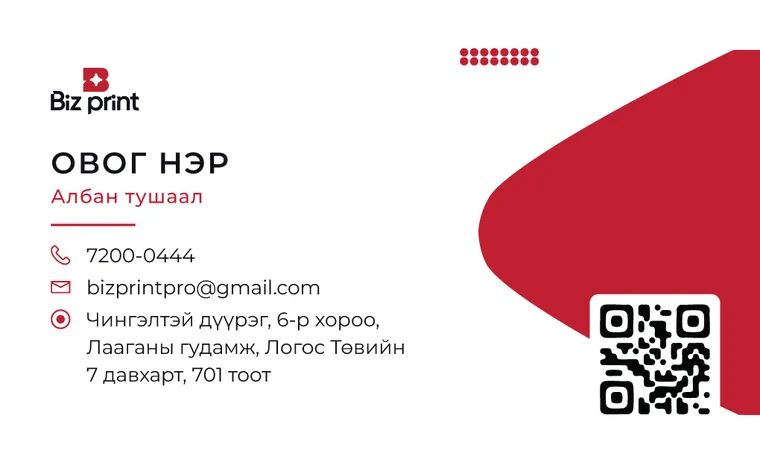 Biz print
ОВОГ НЭР
Албан тушаал
7200-0444
bizprintpro@gmail.com
Чингэлтэй дүүрэг, 6-р хороо,
Лааганы гудамж, Логос Төвийн
7 давхарт, 701 тоот